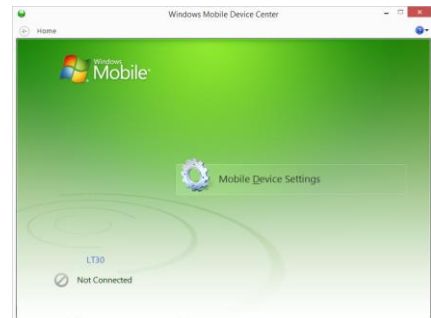 Windows Mobile Device Center
Home
Windows
Mobile
Mobile Device Settings
LT30
Not Connected